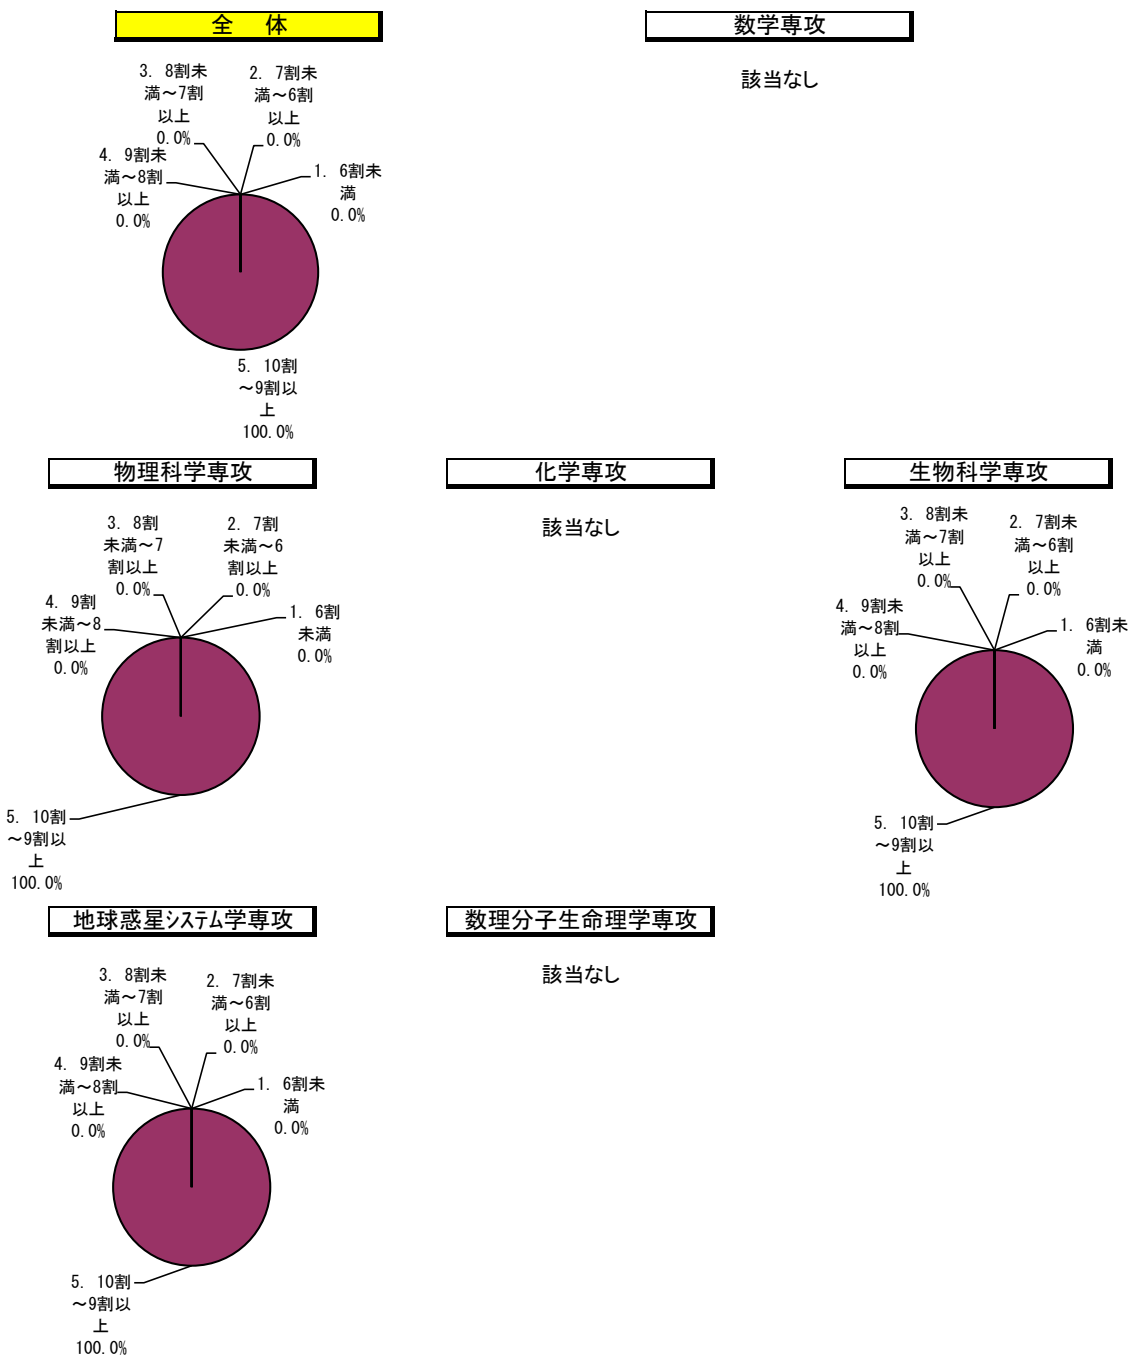 全　体
3. 8割未
満～7割
以上
0.0%
2. 7割未
満～6割
以上
0.0%
4. 9割未
満～8割
以上
0.0%
1. 6割未
満
0.0%
5. 10割
～9割以
上
100.0%
数学専攻
該当なし
物理科学専攻
3. 8割
未満～7
割以上
0.0%
2. 7割
未満～6
割以上
0.0%
4. 9割
未満～8
割以上
0.0%
1. 6割
未満
0.0%
5. 10割
～9割以
上
100.0%
化学専攻
該当なし
生物科学専攻
3. 8割未
満～7割
以上
0.0%
2. 7割未
満～6割
以上
0.0%
4. 9割未
満～8割
以上
0.0%
1. 6割未
満
0.0%
5. 10割
～9割以
上
100.0%
地球惑星ｼｽﾃﾑ学専攻
3. 8割未
満～7割
以上
0.0%
2. 7割未
満～6割
以上
0.0%
4. 9割未
満～8割
以上
0.0%
1. 6割未
満
0.0%
5. 10割
～9割以
上
100.0%
数理分子生命理学専攻
該当なし